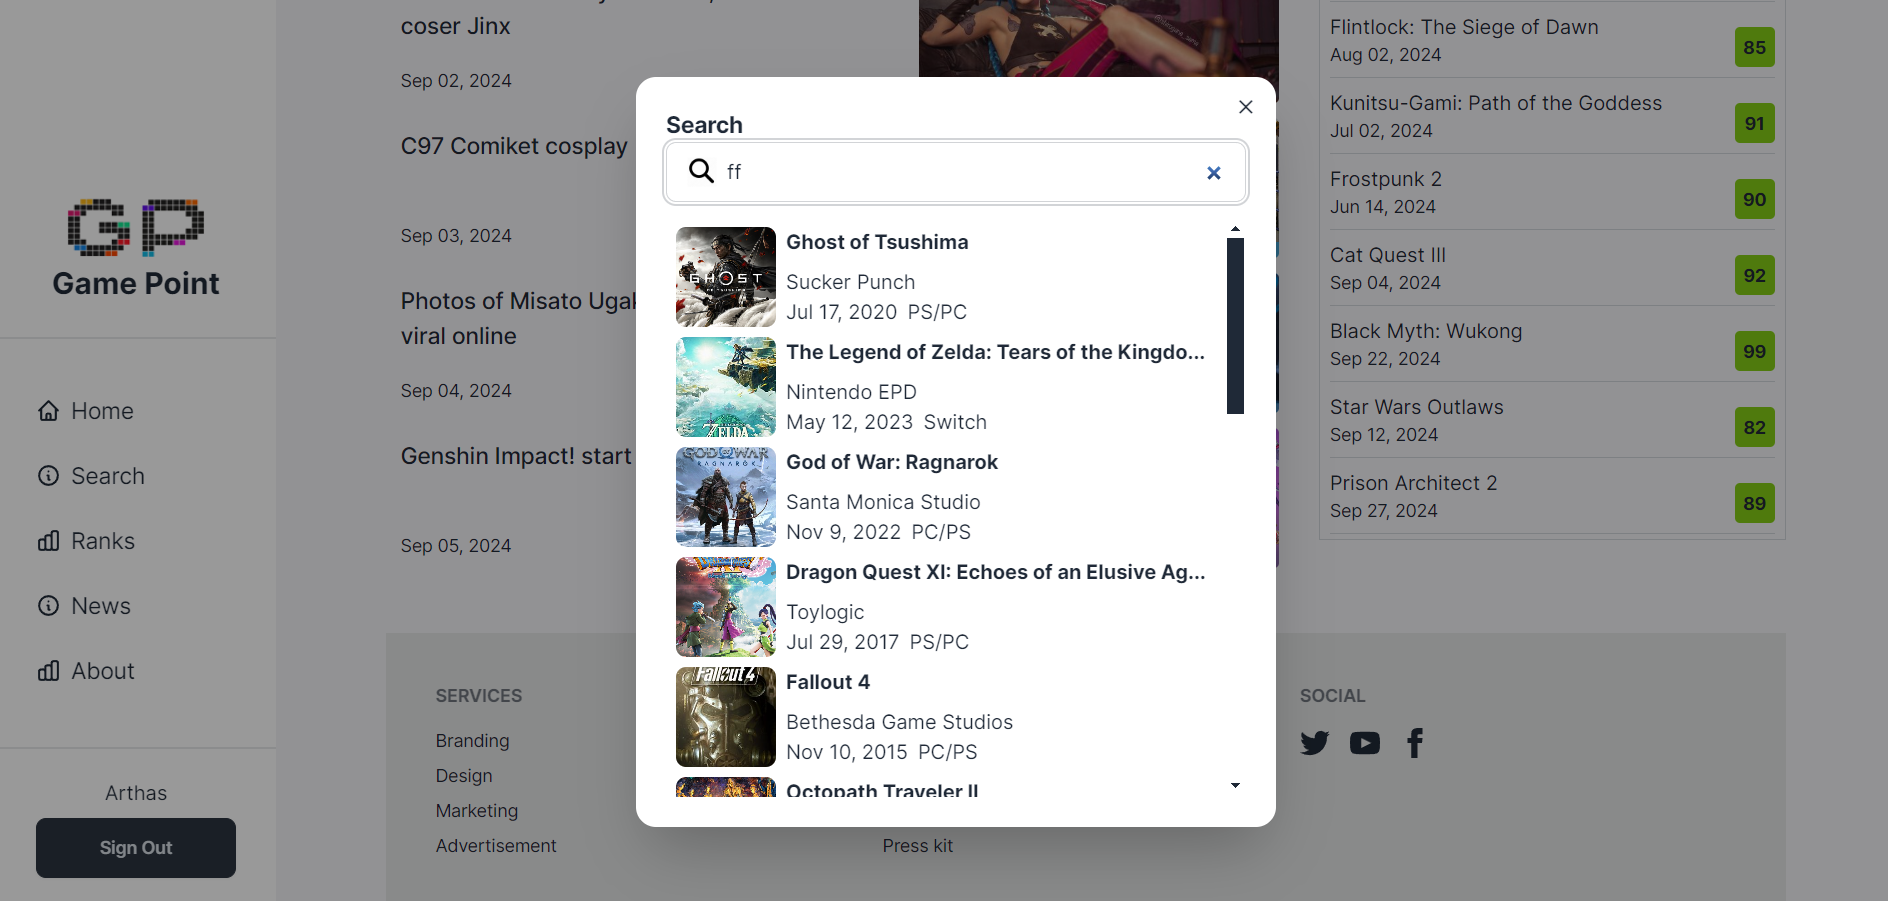 GP
Game Point
Home
Search
Ranks
News
About
Arthas
Sign Out
coser Jinx
Sep 02, 2024
C97 Comiket cosplay
Sep 03, 2024
Photos of Misato Ugak
viral online
Sep 04, 2024
Genshin Impact! start
Sep 05, 2024
Search
ff
GHOST
Ghost of Tsushima
Sucker Punch
Jul 17, 2020 PS/PC
ZELDA
The Legend of Zelda: Tears of the Kingdo...
Nintendo EPD
May 12, 2023 Switch
GOD OF WAR
RAGNARÖK
God of War: Ragnarok
Santa Monica Studio
Nov 9, 2022 PC/PS
Dragon Quest XI: Echoes of an Elusive Ag...
Toylogic
Jul 29, 2017 PS/PC
Fallout 4
Fallout 4
Bethesda Game Studios
Nov 10, 2015 PC/PS
Octopath Traveler II
Flintlock: The Siege of Dawn
Aug 02, 2024
85
Kunitsu-Gami: Path of the Goddess
Jul 02, 2024
91
Frostpunk 2
Jun 14, 2024
90
Cat Quest III
Sep 04, 2024
92
Black Myth: Wukong
Sep 22, 2024
99
Star Wars Outlaws
Sep 12, 2024
82
Prison Architect 2
Sep 27, 2024
89
SERVICES
Branding
Design
Marketing
Advertisement
Press kit
SOCIAL